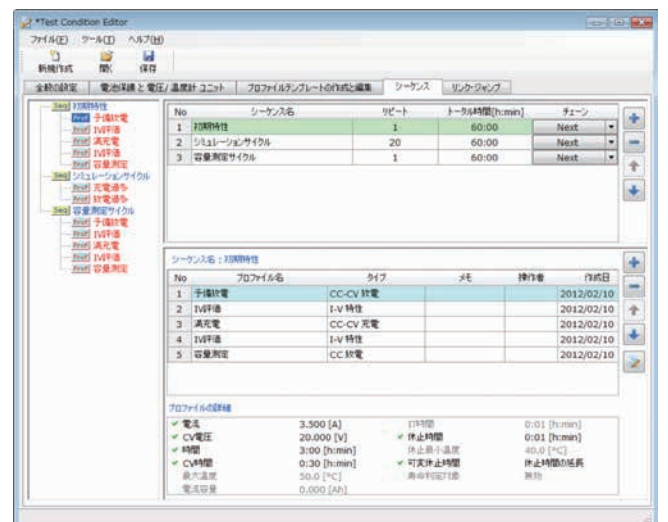 *Test Condition Editor
ファイル(F) ツール(T) ヘルプ(H)
新規作成 開く 保存
全般の設定 電池保護と電圧/温度計ユニット プロファイルテンプレートの作成と編集 シーケンス リンク・ジャンプ
Seq 初期特性
Prof 予備放電
Prof IV評価
Prof 満充電
Prof IV評価
Prof 容量測定
Seq シミュレーションサイクル
Prof 充電過多
Prof 放電過多
Seq 容量測定サイクル
Prof 予備放電
Prof IV評価
Prof 満充電
Prof IV評価
Prof 容量測定
No シーケンス名 リピート トータル時間[h:min] チェーン
1 初期特性 1 60:00 Next
2 シミュレーションサイクル 20 60:00 Next
3 容量測定サイクル 1 60:00 Next
シーケンス名:初期特性
No プロファイル名 タイプ メモ 操作者 作成日
1 予備放電 CC-CV 放電 2012/02/10
2 IV評価 I-V 特性 2012/02/10
3 満充電 CC-CV 充電 2012/02/10
4 IV評価 I-V 特性 2012/02/10
5 容量測定 CC 放電 2012/02/10
プロファイルの詳細
電流 3.500 [A] 打時間 0:01 [h:min]
CV電圧 20.000 [V] 休止時間 0:01 [h:min]
時間 3:00 [h:min] 休止最小温度 40.0 [°C]
CV時間 0:30 [h:min] 可変休止時間 休止時間の延長
最大温度 50.0 [°C] 寿命判定対象 無効
電流容量 0.000 [Ah]